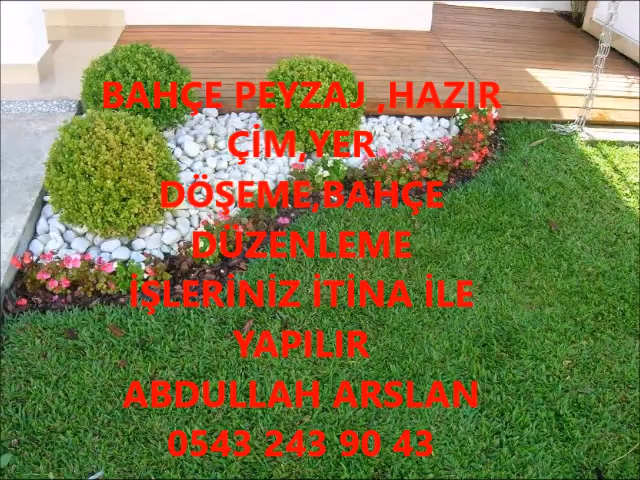 BAHÇE PEYZAJ ,HAZIR
ÇİM,YER
DÖŞEME,BAHÇE
DÜZENLEME
İŞLERİNİZ İTİNA İLE
YAPILIR
ABDULLAH ARSLAN
0543 243 90 43